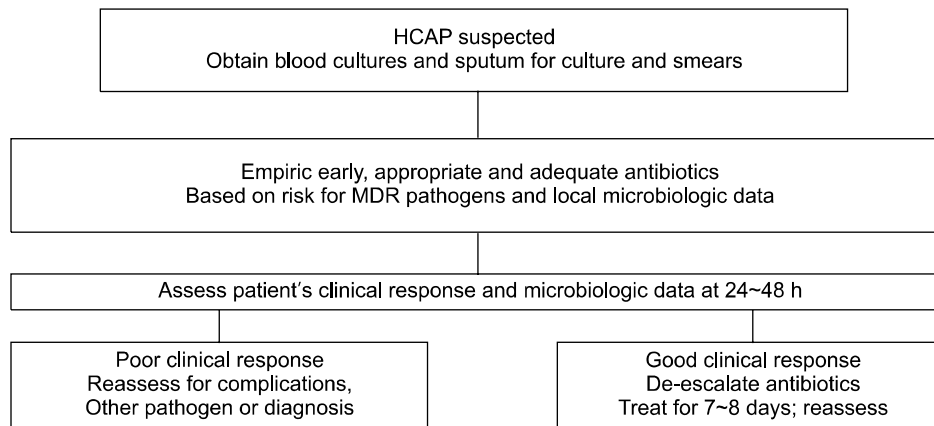 HCAP suspected
Obtain blood cultures and sputum for culture and smears
Empiric early, appropriate and adequate antibiotics
Based on risk for MDR pathogens and local microbiologic data
Assess patient's clinical response and microbiologic data at 24~48 h
Poor clinical response
Reassess for complications,
Other pathogen or diagnosis
Good clinical response
De-escalate antibiotics
Treat for 7~8 days; reassess